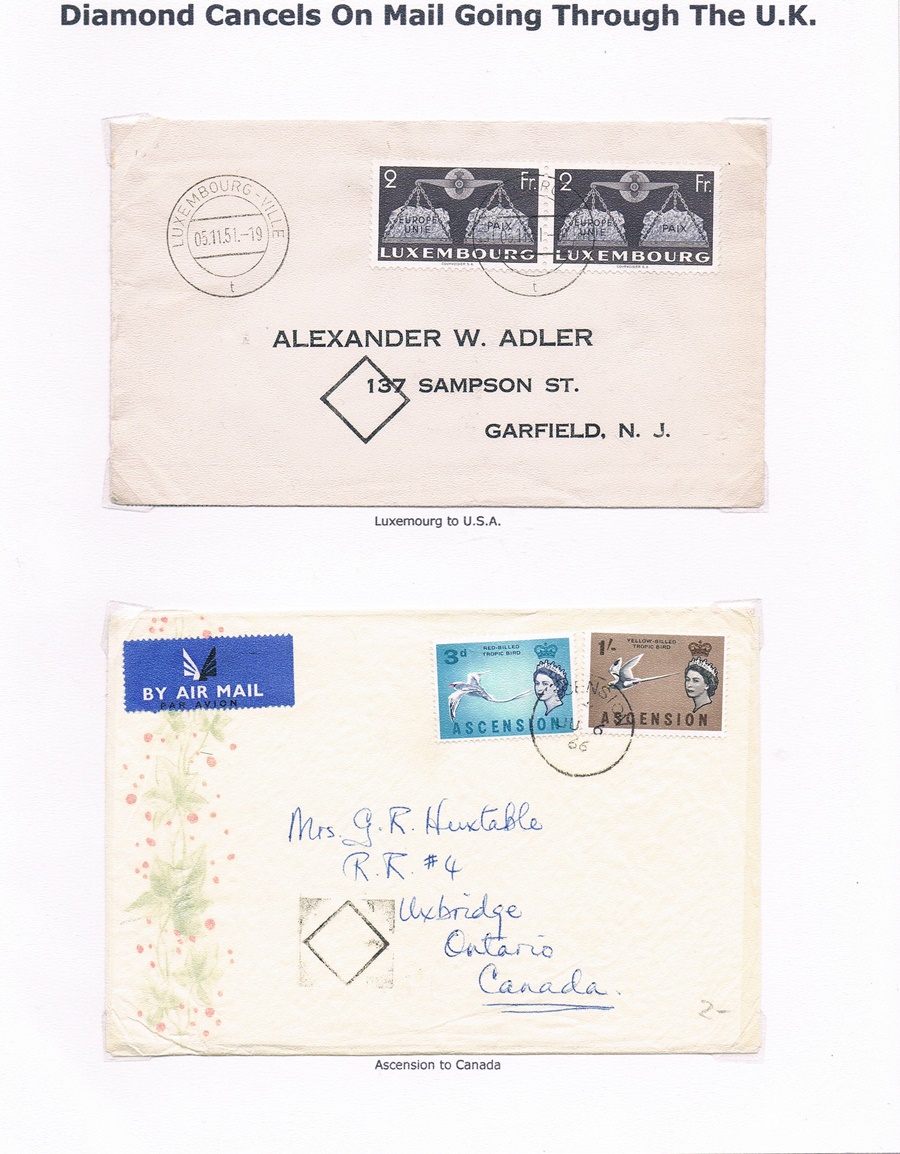 Diamond Cancels On Mail Going Through The U.K.
LUXEMBOURG-VILLE
05.11.51.-19
t
2 Fr.
EUROPE UNIE
PAIX
LUXEMBOURG
COURVOISIER S.A.
2 Fr.
EUROPE UNIE
PAIX
LUXEMBOURG
COURVOISIER S.A.
t
ALEXANDER W. ADLER
137 SAMPSON ST.
GARFIELD, N. J.
Luxemourg to U.S.A.
BY AIR MAIL
PAR AVION
3d
RED-BILLED
TROPIC BIRD
ASCENSION
1/-
YELLOW-BILLED
TROPIC BIRD
ASCENSION
66
Mrs. G. R. Huxtable
R.R. #4
Uxbridge
Ontario
Canada.
2-
Ascension to Canada